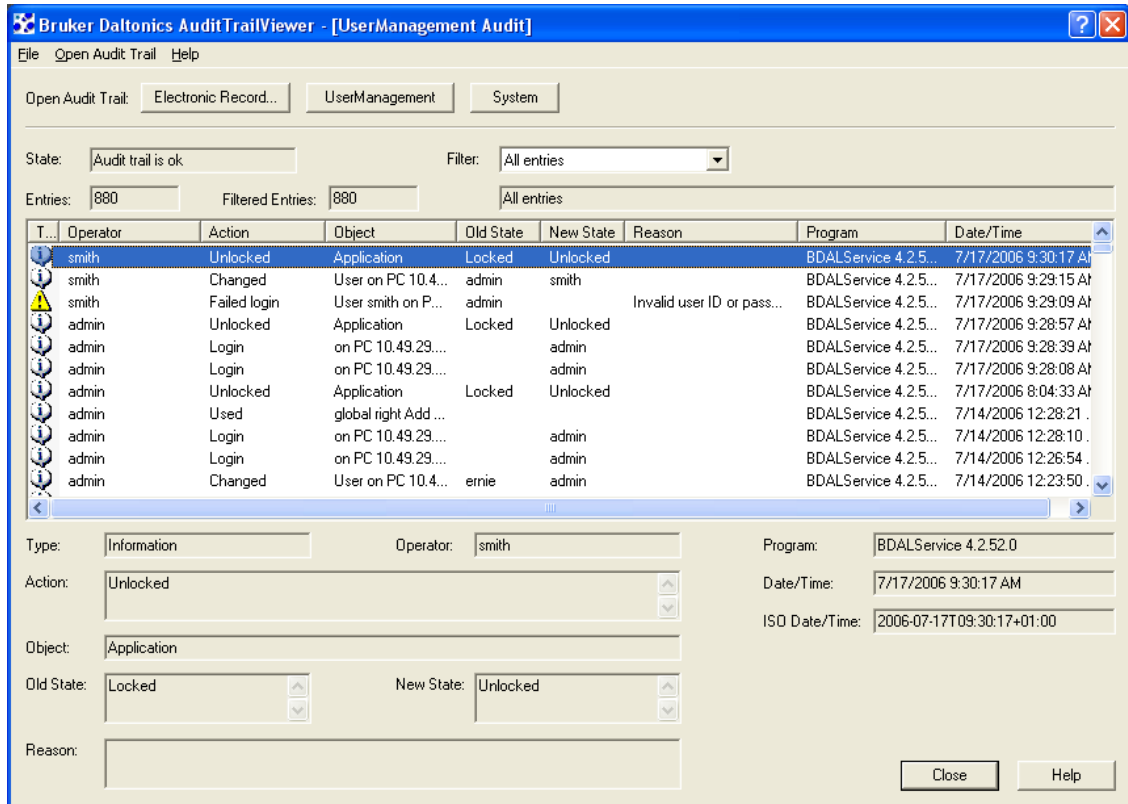 Bruker Daltonics AuditTrailViewer - [UserManagement Audit]
File Open Audit Trail Help
Open Audit Trail: Electronic Record... UserManagement System
State: Audit trail is ok Filter: All entries
Entries: 880 Filtered Entries: 880 All entries
T... Operator Action Object Old State New State Reason Program Date/Time
smith Unlocked Application Locked Unlocked BDALService 4.2.5... 7/17/2006 9:30:17 AM
smith Changed User on PC 10.4... admin smith BDALService 4.2.5... 7/17/2006 9:29:15 AM
smith Failed login User smith on P... admin Invalid user ID or pass... BDALService 4.2.5... 7/17/2006 9:29:09 AM
admin Unlocked Application Locked Unlocked BDALService 4.2.5... 7/17/2006 9:28:57 AM
admin Login on PC 10.49.29.... admin BDALService 4.2.5... 7/17/2006 9:28:39 AM
admin Login on PC 10.49.29.... admin BDALService 4.2.5... 7/17/2006 9:28:08 AM
admin Unlocked Application Locked Unlocked BDALService 4.2.5... 7/17/2006 8:04:33 AM
admin Used global right Add ... BDALService 4.2.5... 7/14/2006 12:28:21 .
admin Login on PC 10.49.29.... admin BDALService 4.2.5... 7/14/2006 12:28:10 .
admin Login on PC 10.49.29.... admin BDALService 4.2.5... 7/14/2006 12:26:54 .
admin Changed User on PC 10.4... ernie admin BDALService 4.2.5... 7/14/2006 12:23:50 .
Type: Information Operator: smith Program: BDALService 4.2.52.0
Action: Unlocked Date/Time: 7/17/2006 9:30:17 AM
ISO Date/Time: 2006-07-17T09:30:17+01:00
Object: Application
Old State: Locked New State: Unlocked
Reason:
Close Help